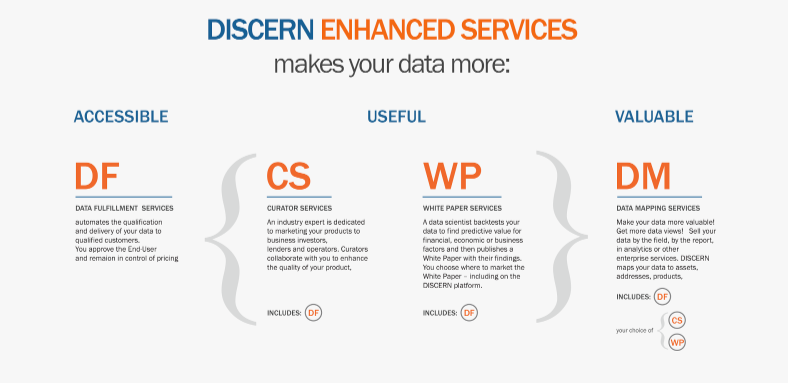 DISCERN ENHANCED SERVICES
makes your data more:
ACCESSIBLE
DF
DATA FULFILLMENT SERVICES
automates the qualification
and delivery of your data to
qualified customers.
You approve the End-User
and remaion in control of pricing
USEFUL
CS
CURATOR SERVICES
An industry expert is dedicated
to marketing your products to
business investors,
lenders and operators. Curators
collaborate with you to enhance
the quality of your product,
INCLUDES: DF
WP
WHITE PAPER SERVICES
A data scientist backtests your
data to find predictive value for
financial, economic or business
factors and then publishes a
White Paper with their findings.
You choose where to market the
White Paper – including on the
DISCERN platform.
INCLUDES: DF
VALUABLE
DM
DATA MAPPING SERVICES
Make your data more valuable!
Get more data views! Sell your
data by the field, by the report,
in analytics or other
enterprise services. DISCERN
maps your data to assets,
addresses, products,
INCLUDES: DF
your choice of
CS
WP